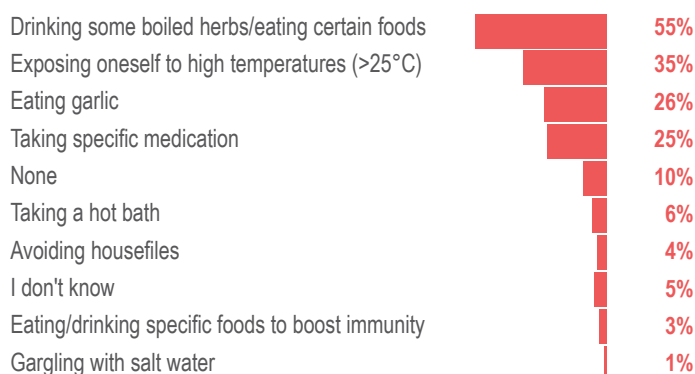 Drinking some boiled herbs/eating certain foods 55%
Exposing oneself to high temperatures (>25°C) 35%
Eating garlic 26%
Taking specific medication 25%
None 10%
Taking a hot bath 6%
Avoiding housefiles 4%
I don't know 5%
Eating/drinking specific foods to boost immunity 3%
Gargling with salt water 1%